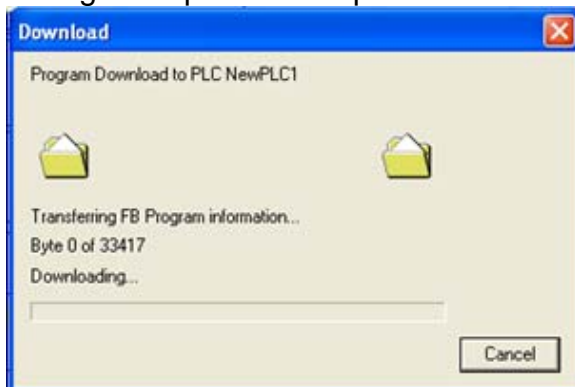 Download
Program Download to PLC NewPLC1
Transferring FB Program information...
Byte 0 of 33417
Downloading...
Cancel